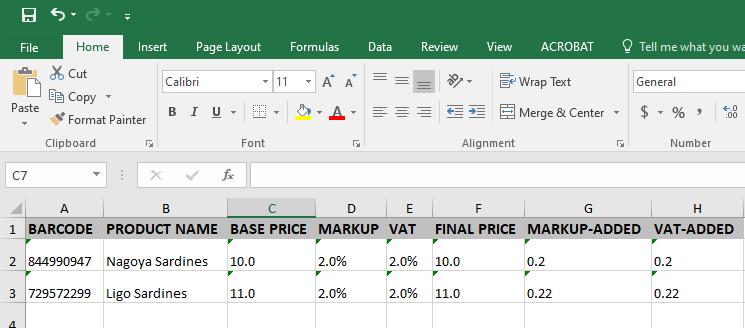 File Home Insert Page Layout Formulas Data Review View ACROBAT Tell me what you wa
Cut
Copy
Format Painter
Paste
Clipboard
Calibri 11
B I U
Font
Wrap Text
Merge & Center
Alignment
General
$ % ,
Number
C7 fx
A B C D E F G H
1 BARCODE PRODUCT NAME BASE PRICE MARKUP VAT FINAL PRICE MARKUP-ADDED VAT-ADDED
2 844990947 Nagoya Sardines 10.0 2.0% 2.0% 10.0 0.2 0.2
3 729572299 Ligo Sardines 11.0 2.0% 2.0% 11.0 0.22 0.22
4